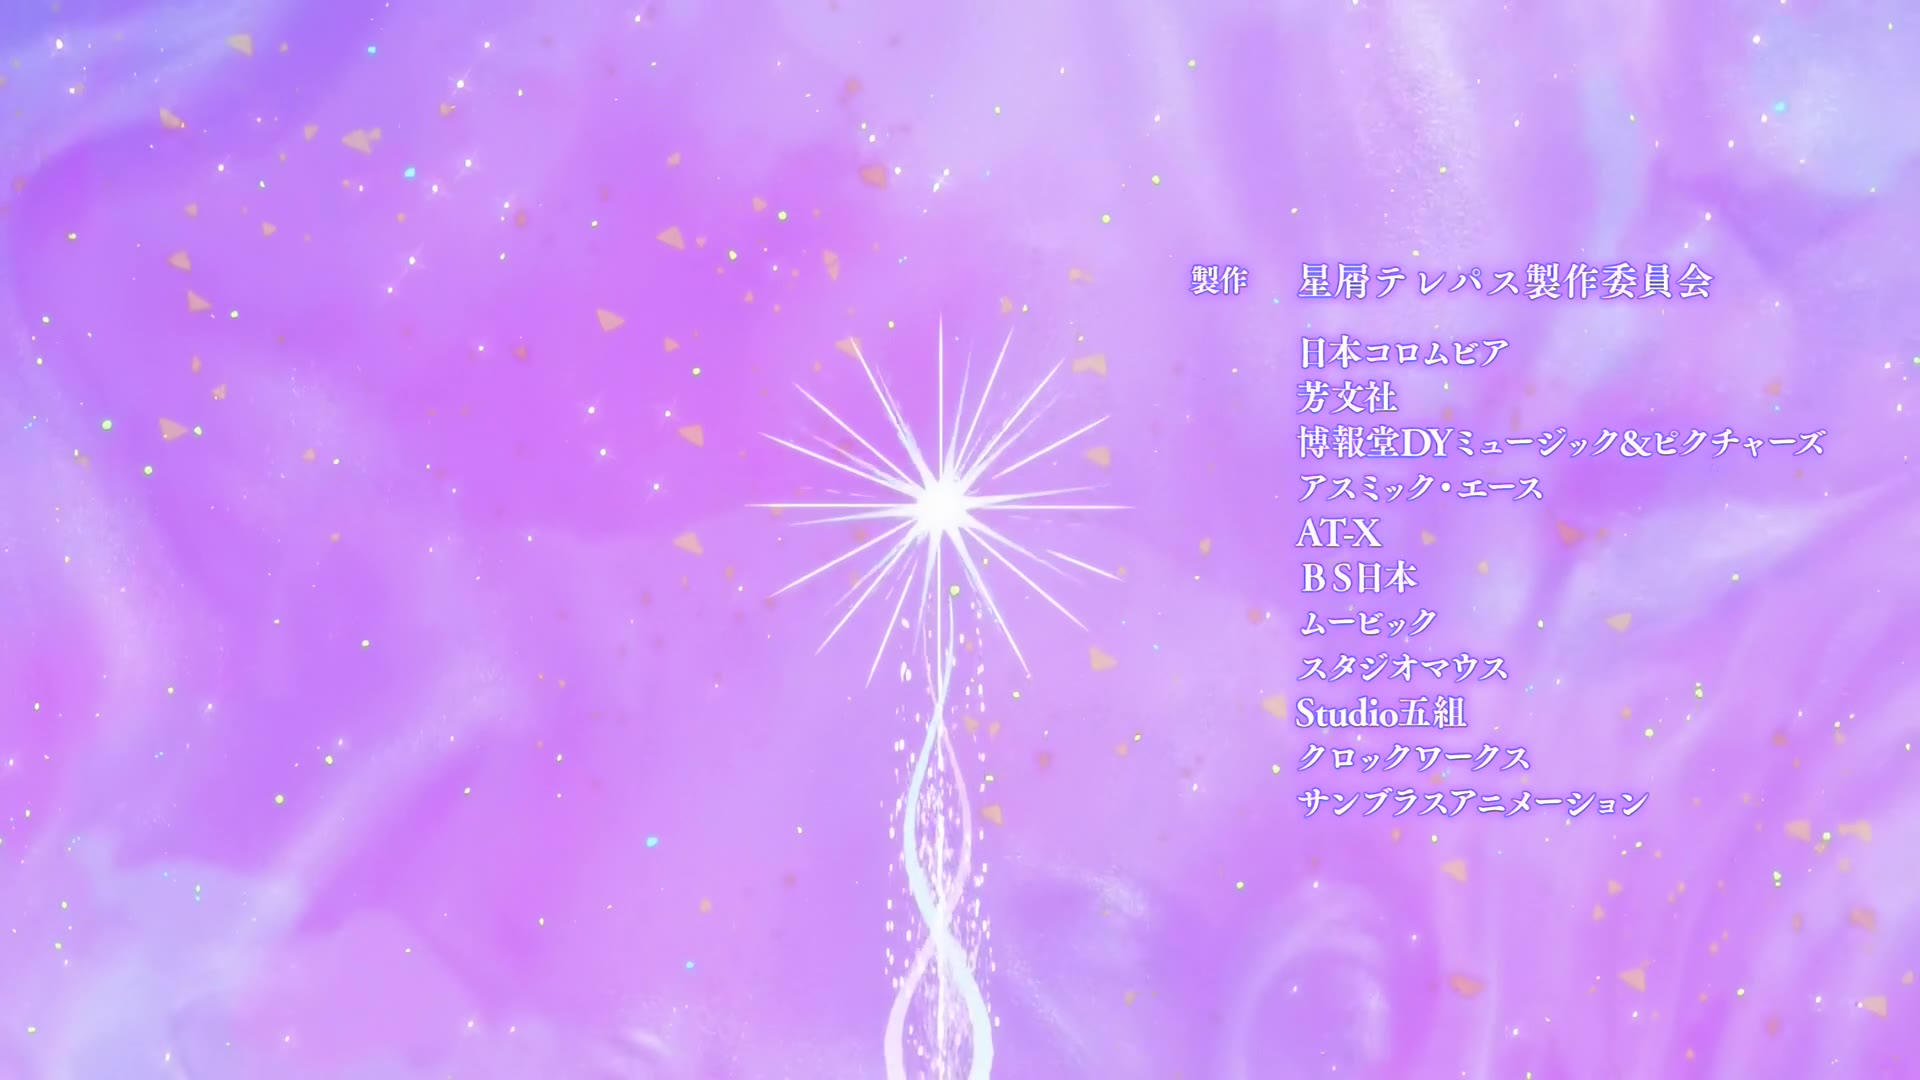 製作 星屑テレパス製作委員会
日本コロムビア
芳文社
博報堂DYミュージック&ピクチャーズ
アスミック・エース
AT-X
ＢＳ日本
ムービック
スタジオマウス
Studio五組
クロックワークス
サンブラスアニメーション